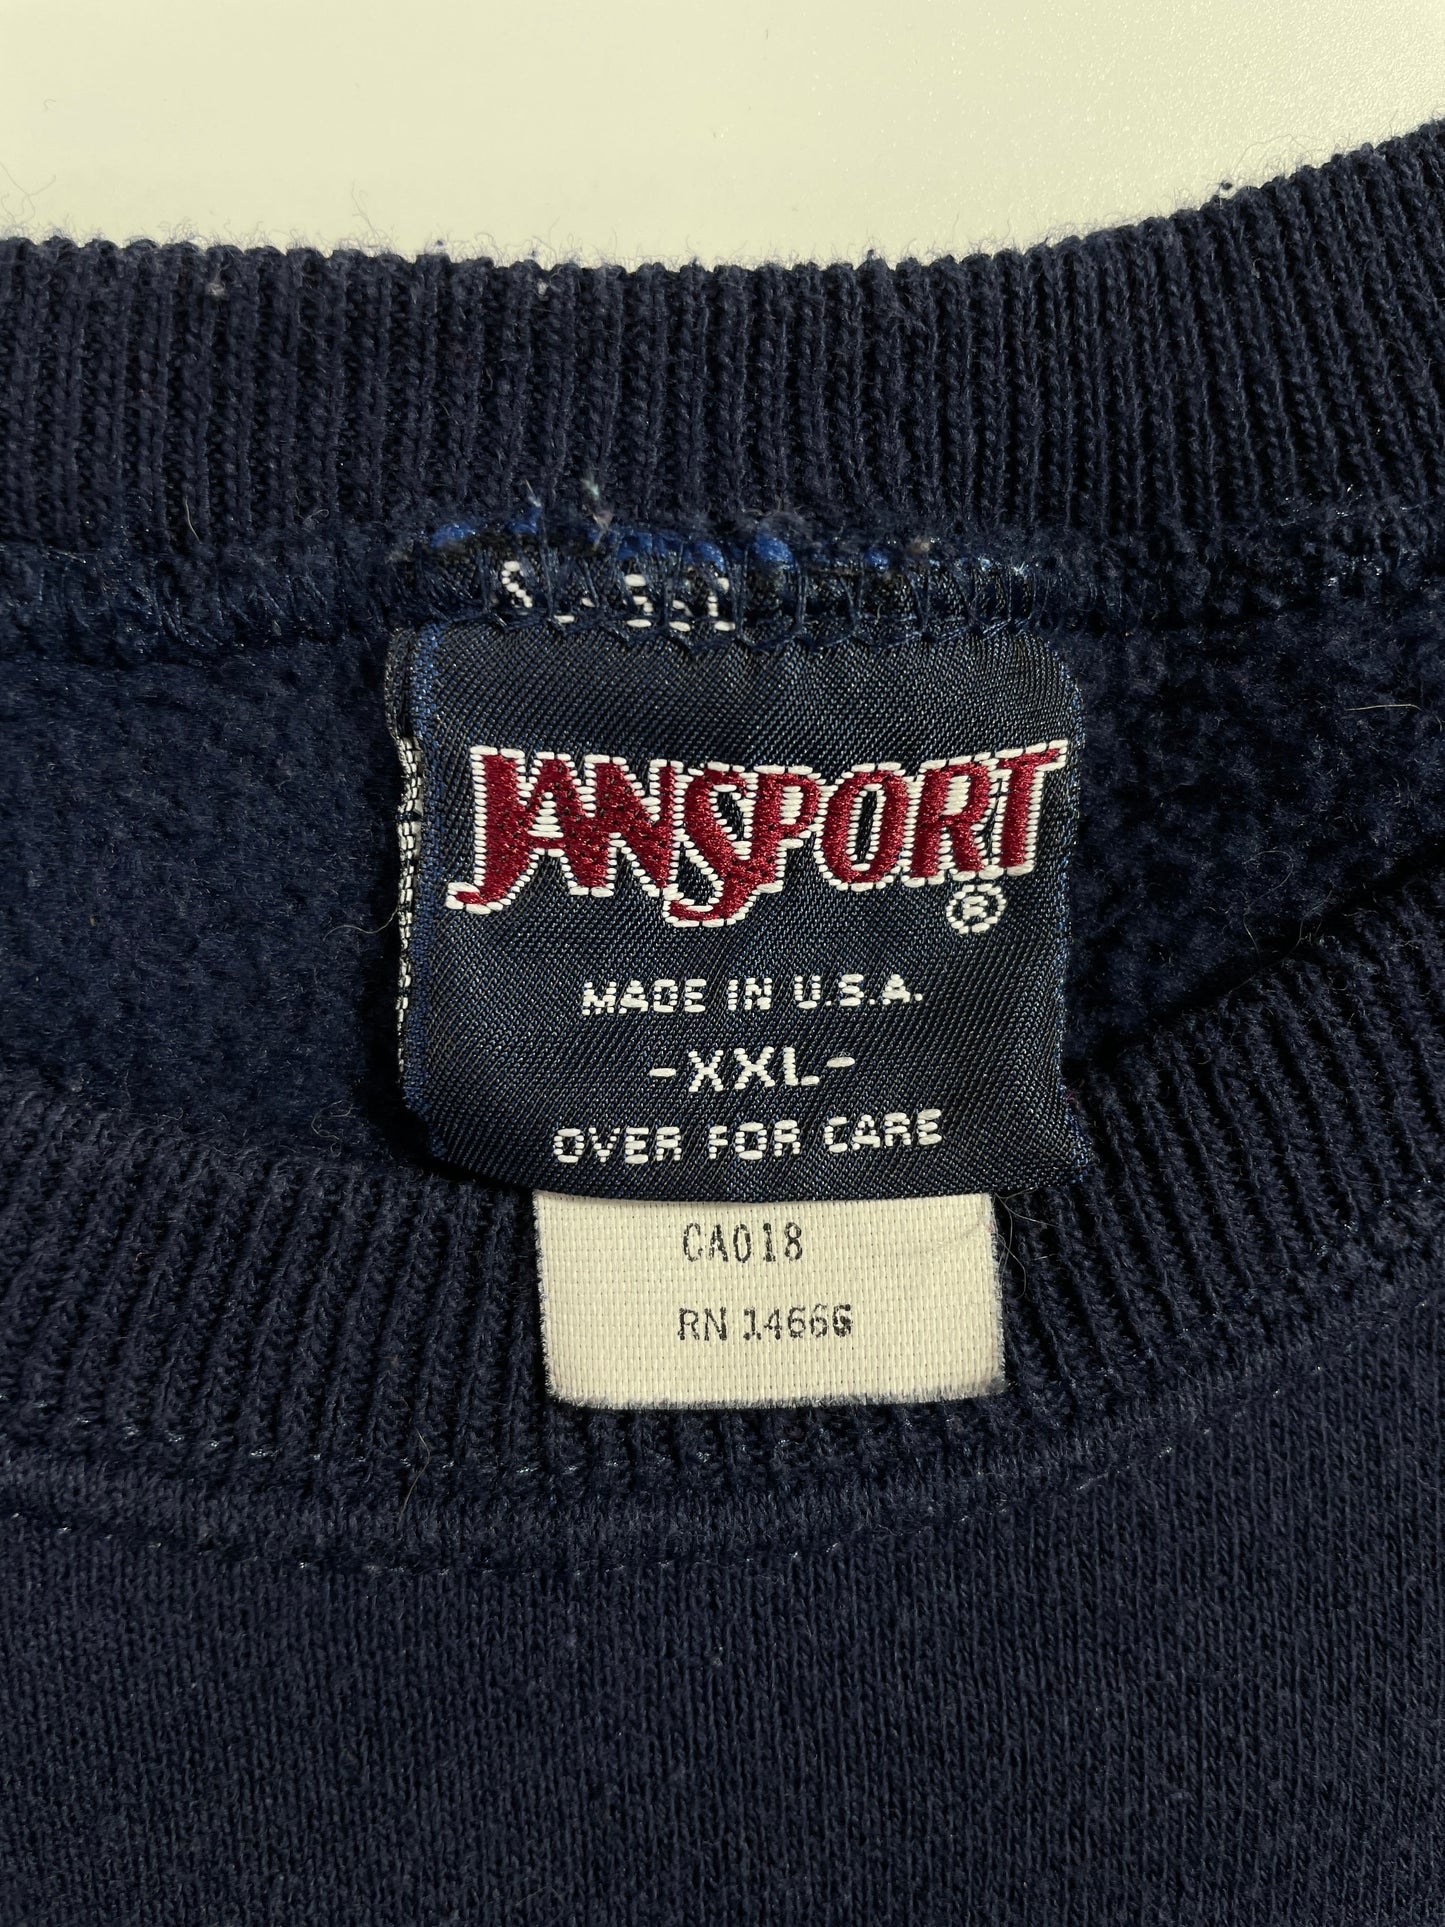 JANSPORT®
MADE IN U.S.A.
-XXL-
OVER FOR CARE
CA018
RN 14666